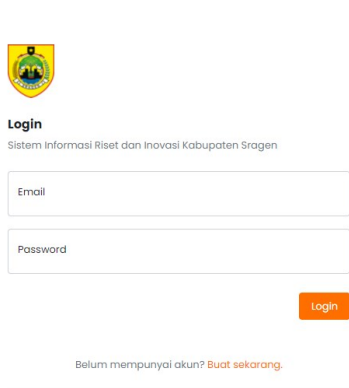 Login
Sistem Informasi Riset dan Inovasi Kabupaten Sragen
Email
Password
Login
Belum mempunyai akun? Buat sekarang.